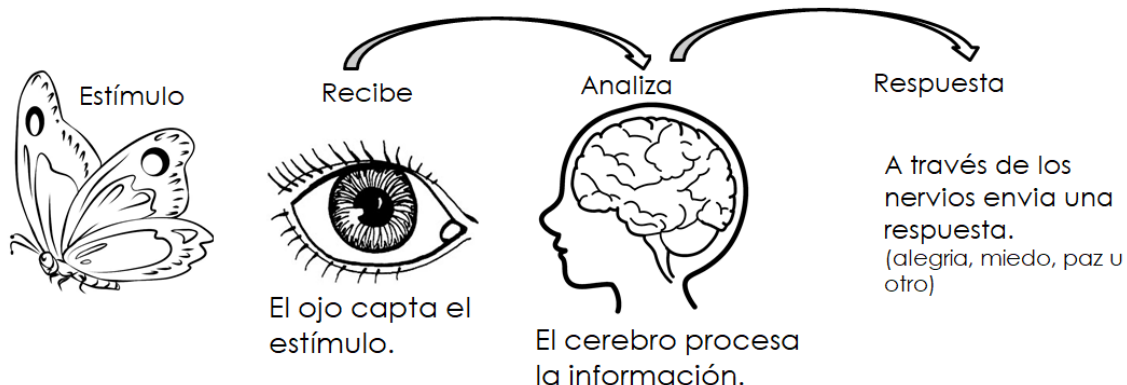 Estímulo
Recibe
El ojo capta el
estímulo.
Analiza
El cerebro procesa
la información.
Respuesta
A través de los
nervios envia una
respuesta.
(alegria, miedo, paz u
otro)